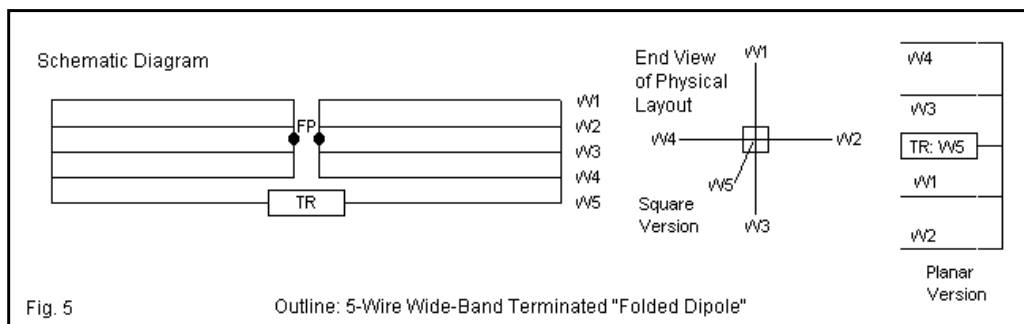 Schematic Diagram
FP
W1
W2
W3
W4
W5
TR
End View
of Physical
Layout
W1
W4
W2
W5
W3
Square
Version
W4
W3
TR: W5
W1
W2
Planar
Version
Fig. 5
Outline: 5-Wire Wide-Band Terminated "Folded Dipole"